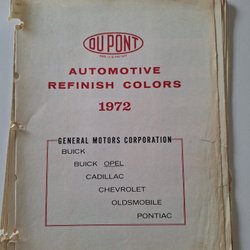 DU PONT
AUTOMOTIVE
REFINISH COLORS
1972
GENERAL MOTORS CORPORATION
BUICK
BUICK OPEL
CADILLAC
CHEVROLET
OLDSMOBILE
PONTIAC